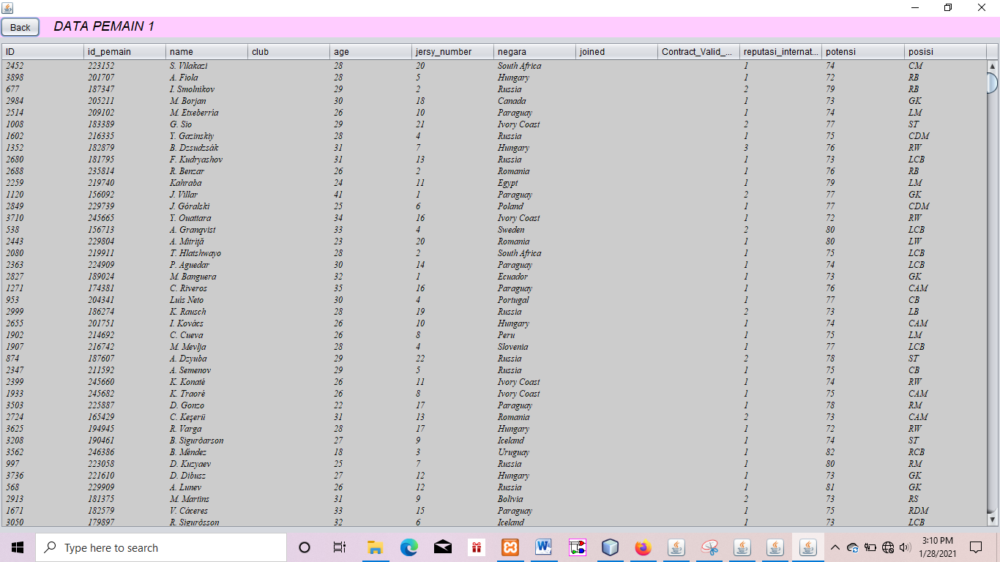 Back DATA PEMAIN 1
ID id_pemain name club age jersy_number negara joined Contract_Valid_... reputasi_internat... potensi posisi
2452 223152 S. Vilakazi 28 20 South Africa 1 74 CM
3898 201707 A. Fiola 28 5 Hungary 1 72 RB
677 187347 I. Smolnikov 29 2 Russia 2 79 RB
2984 205211 M. Borjan 30 18 Canada 1 73 GK
2514 209102 M. Etxeberria 26 10 Paraguay 1 74 LM
1008 183389 G. Sio 29 21 Ivory Coast 2 77 ST
1602 216335 Y. Gazinskiy 28 4 Russia 1 75 CDM
1352 182879 B. Dzsudzsák 31 7 Hungary 3 76 RW
2680 181795 F. Kudryashov 31 13 Russia 1 73 LCB
2688 235814 R. Benzar 26 2 Romania 1 76 RB
2259 219740 Kahraba 24 11 Egypt 1 79 LM
1120 156092 J. Villar 41 1 Paraguay 2 77 GK
2849 229739 J. Góralski 25 6 Poland 1 77 CDM
3710 245665 Y. Ouattara 34 16 Ivory Coast 1 72 RW
538 156713 A. Granqvist 33 4 Sweden 2 80 LCB
2443 229804 A. Mitriţă 23 20 Romania 1 80 LW
2080 219911 T. Hlatshwayo 28 2 South Africa 1 75 LCB
2363 224909 P. Aguedar 30 14 Paraguay 1 74 LCB
2827 189024 M. Banguera 32 1 Ecuador 1 73 GK
1271 174381 C. Riveros 35 16 Paraguay 1 76 CAM
953 204341 Luís Neto 30 4 Portugal 1 77 CB
2999 186274 K. Rausch 28 19 Russia 2 73 LB
2655 201751 I. Kovács 26 10 Hungary 1 74 CAM
1902 214692 C. Cueva 26 8 Peru 1 75 LM
1907 216742 M. Mevlja 28 4 Slovenia 1 77 LCB
874 187607 A. Dzyuba 29 22 Russia 2 78 ST
2347 211592 A. Semenov 29 5 Russia 1 75 CB
2399 245660 K. Konaté 26 11 Ivory Coast 1 74 RW
1933 245682 K. Traoré 26 8 Ivory Coast 1 75 CAM
3503 225887 D. Gonzo 22 17 Paraguay 1 78 RM
2724 165429 C. Keşerü 31 13 Romania 2 73 CAM
3625 194945 R. Varga 28 17 Hungary 1 72 RW
3208 190461 B. Sigurðarson 27 9 Iceland 1 74 ST
3562 246386 B. Méndez 18 3 Uruguay 1 82 RCB
997 223058 D. Kuzyaev 25 7 Russia 1 80 RM
3736 221610 D. Dibusz 27 12 Hungary 1 73 GK
568 229909 A. Lunev 26 12 Russia 1 81 GK
2913 181375 M. Martins 31 9 Bolivia 2 73 RS
1671 182579 V. Cáceres 33 15 Paraguay 1 75 RDM
3050 179897 R. Sigurðsson 32 6 Iceland 1 73 LCB
Type here to search 3:10 PM
1/28/2021